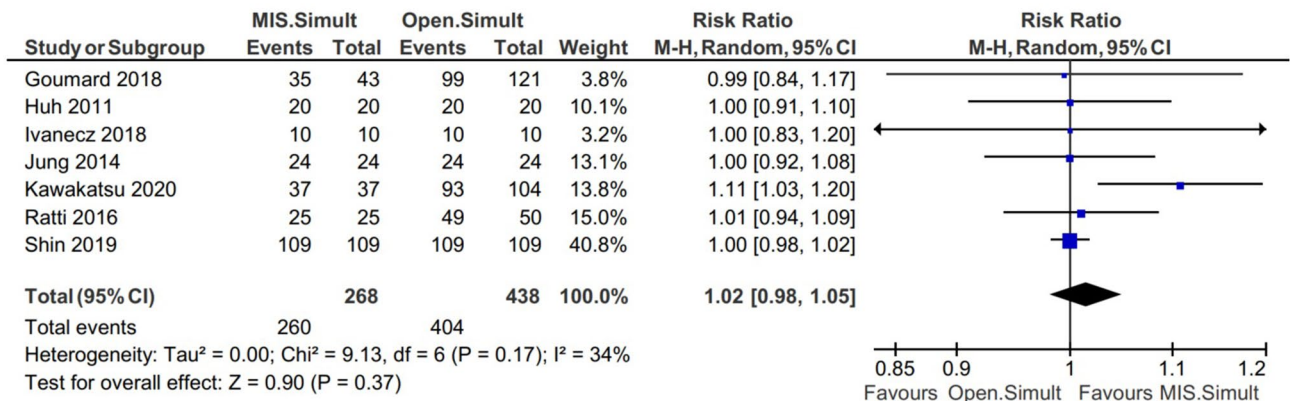 MIS.Simult Open.Simult Risk Ratio Risk Ratio
Study or Subgroup Events Total Events Total Weight M-H, Random, 95% CI M-H, Random, 95% CI
Goumard 2018 35 43 99 121 3.8% 0.99 [0.84, 1.17]
Huh 2011 20 20 20 20 10.1% 1.00 [0.91, 1.10]
Ivanecz 2018 10 10 10 10 3.2% 1.00 [0.83, 1.20]
Jung 2014 24 24 24 24 13.1% 1.00 [0.92, 1.08]
Kawakatsu 2020 37 37 93 104 13.8% 1.11 [1.03, 1.20]
Ratti 2016 25 25 49 50 15.0% 1.01 [0.94, 1.09]
Shin 2019 109 109 109 109 40.8% 1.00 [0.98, 1.02]
Total (95% CI) 268 438 100.0% 1.02 [0.98, 1.05]
Total events 260 404
Heterogeneity: Tau² = 0.00; Chi² = 9.13, df = 6 (P = 0.17); I² = 34%
Test for overall effect: Z = 0.90 (P = 0.37)
0.85 0.9 1 1.1 1.2
Favours Open.Simult Favours MIS.Simult